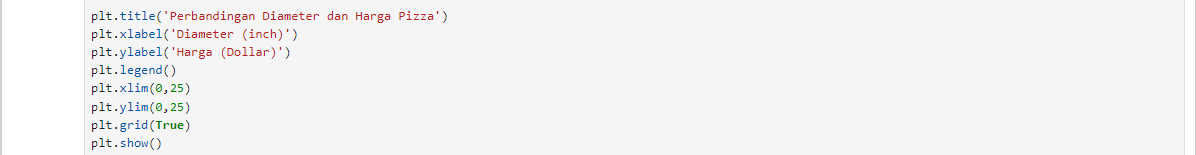 plt.title('Perbandingan Diameter dan Harga Pizza')
plt.xlabel('Diameter (inch)')
plt.ylabel('Harga (Dollar)')
plt.legend()
plt.xlim(0,25)
plt.ylim(0,25)
plt.grid(True)
plt.show()